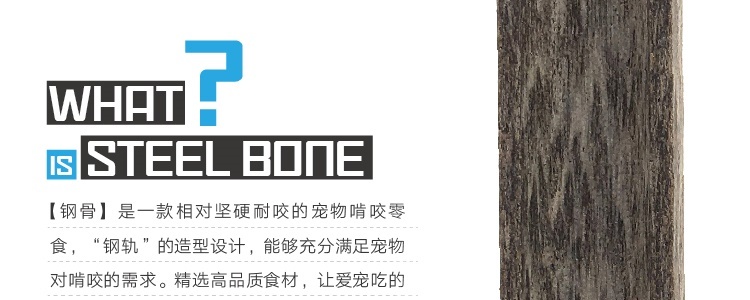 WHAT ?
IS STEEL BONE
【钢骨】是一款相对坚硬耐咬的宠物啃咬零
食，“钢轨”的造型设计，能够充分满足宠物
对啃咬的需求。精选高品质食材，让爱宠吃的